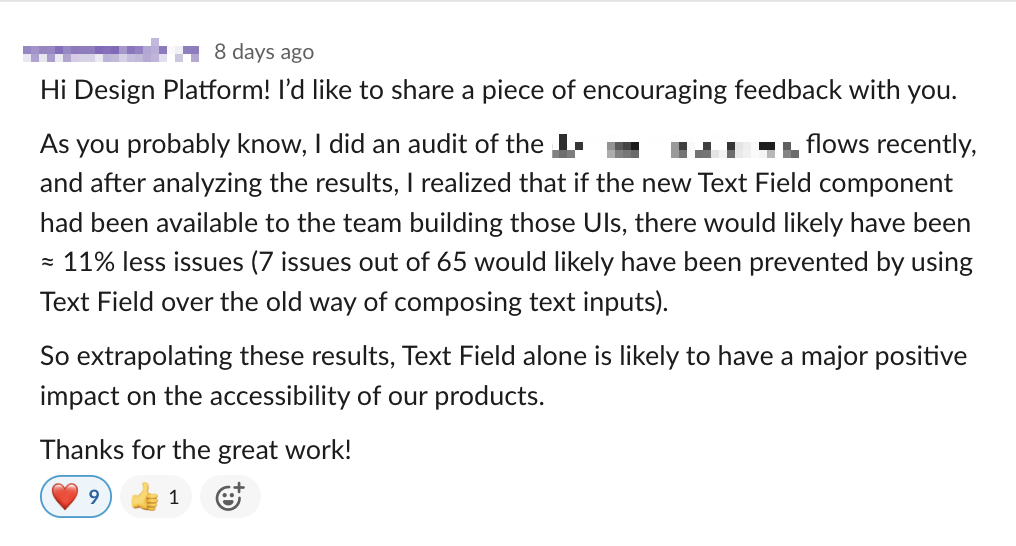 8 days ago
Hi Design Platform! I’d like to share a piece of encouraging feedback with you.
As you probably know, I did an audit of the flows recently,
and after analyzing the results, I realized that if the new Text Field component
had been available to the team building those UIs, there would likely have been
≈ 11% less issues (7 issues out of 65 would likely have been prevented by using
Text Field over the old way of composing text inputs).
So extrapolating these results, Text Field alone is likely to have a major positive
impact on the accessibility of our products.
Thanks for the great work!
9 1